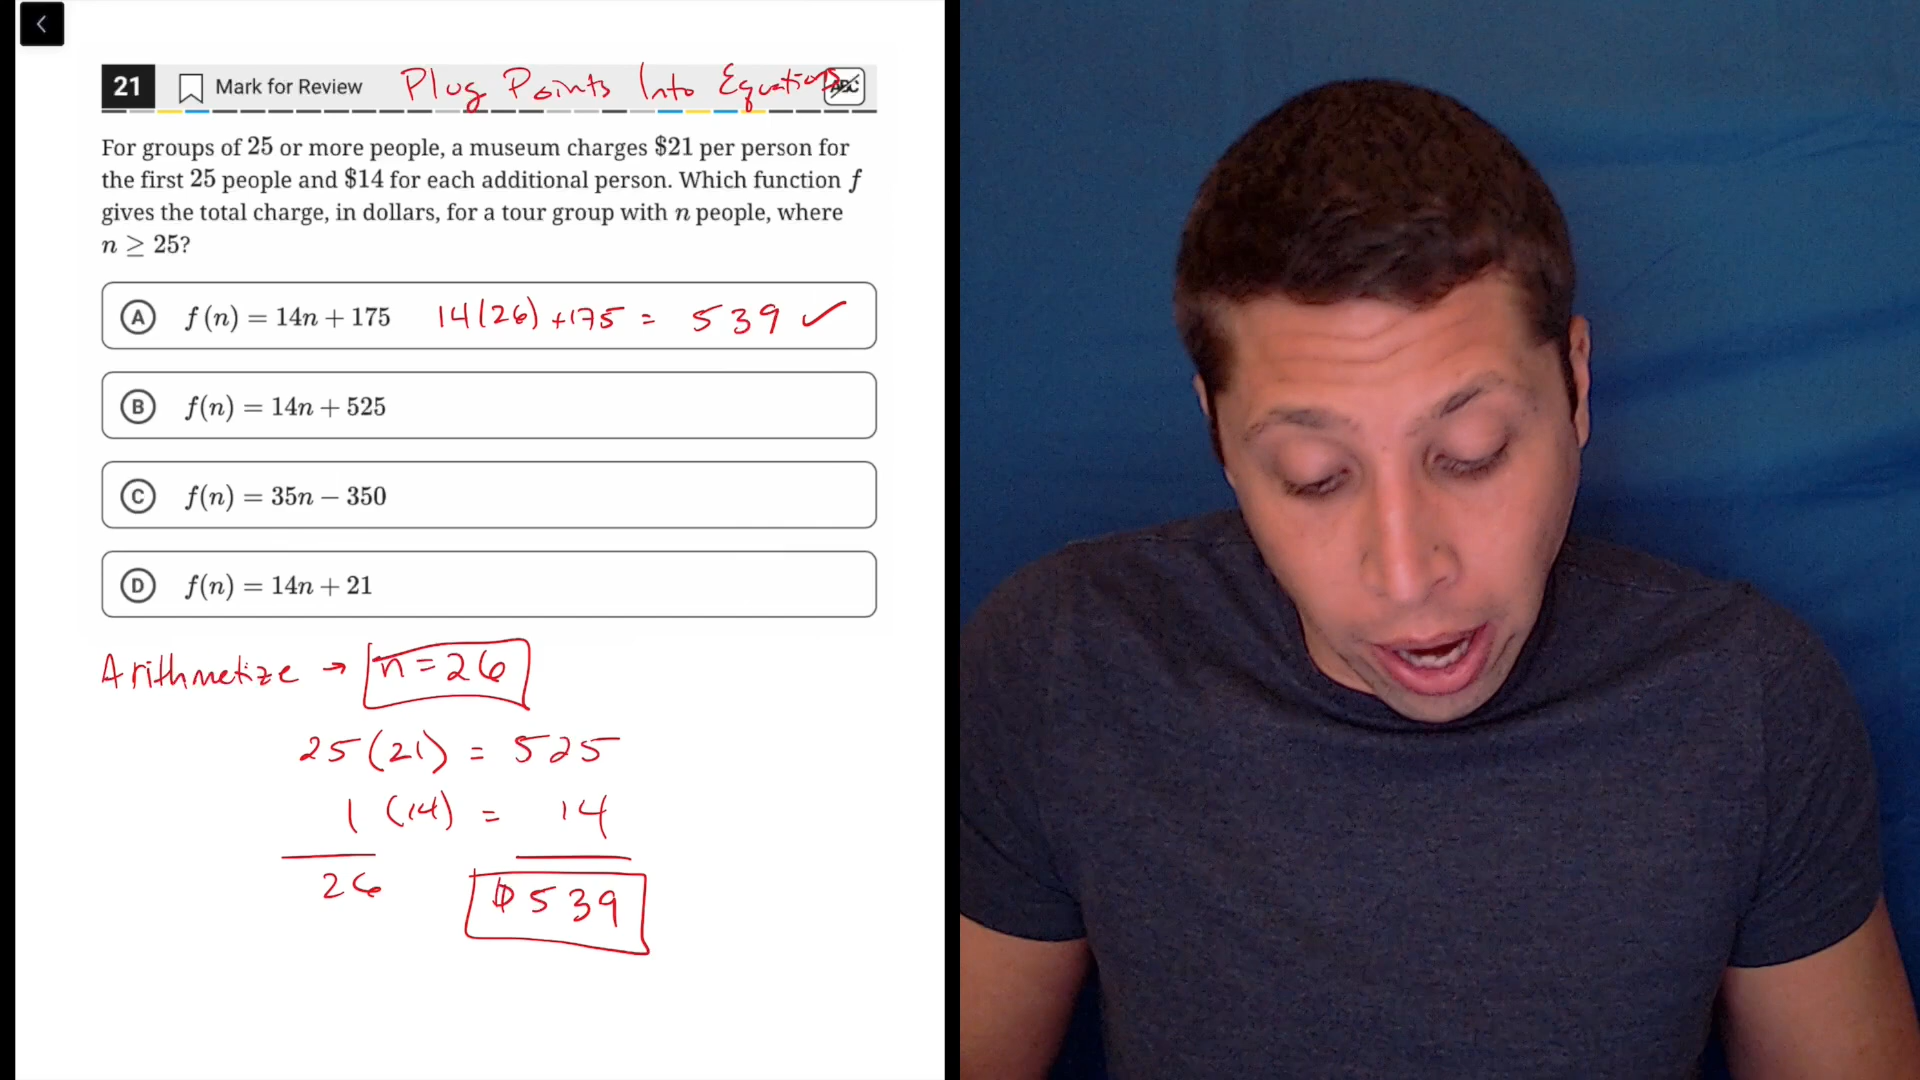 21 Mark for Review Plug Points Into Equations ABC
For groups of 25 or more people, a museum charges $21 per person for
the first 25 people and $14 for each additional person. Which function f
gives the total charge, in dollars, for a tour group with n people, where
n ≥ 25?
A f(n) = 14n + 175 14(26) + 175 = 539 ✓
B f(n) = 14n + 525
C f(n) = 35n − 350
D f(n) = 14n + 21
Arithmetize → n = 26
25(21) = 525
1 (14) = 14
26 $539